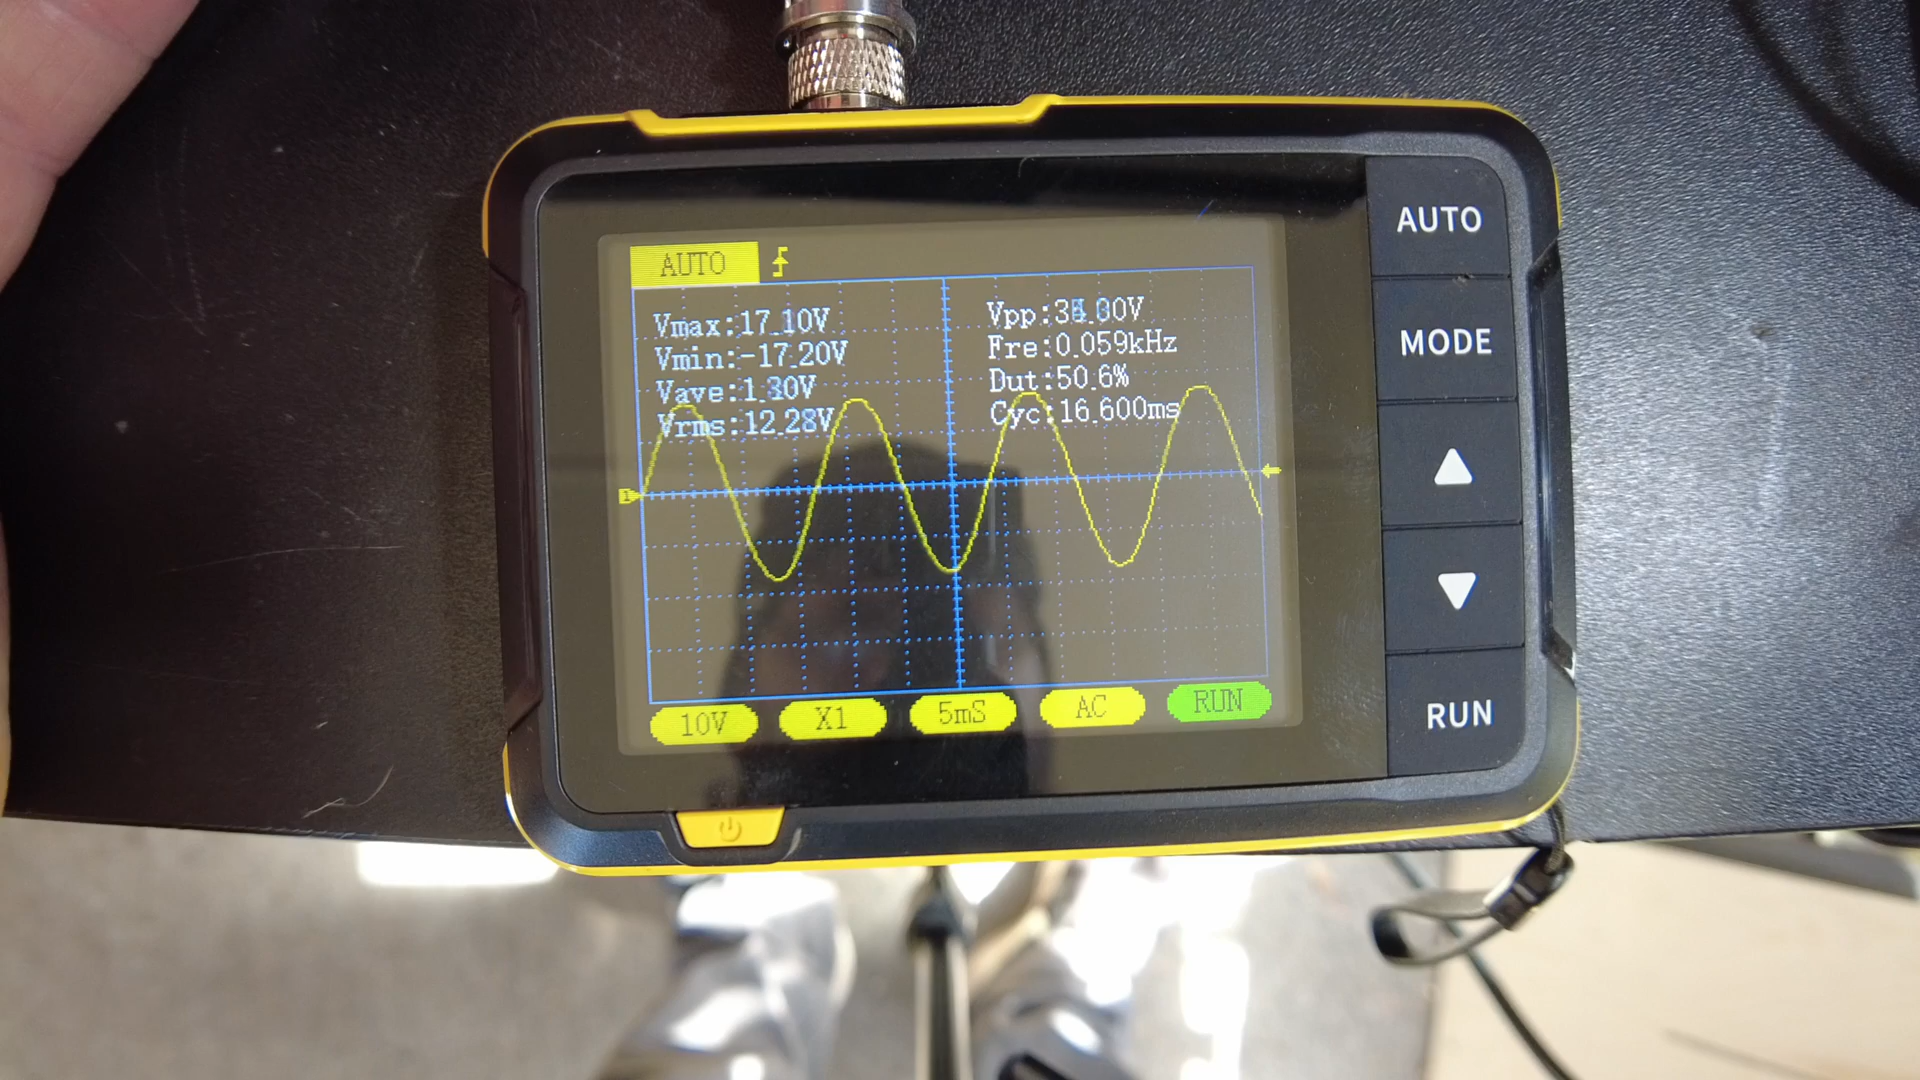 AUTO
Vmax:17.10V
Vmin:-17.20V
Vave:
Vrms:12.28V
Vpp:
Fre:0.059kHz
Dut:50.6%
Cyc:16.600ms
1
10V
X1
5mS
AC
RUN
AUTO
MODE
RUN